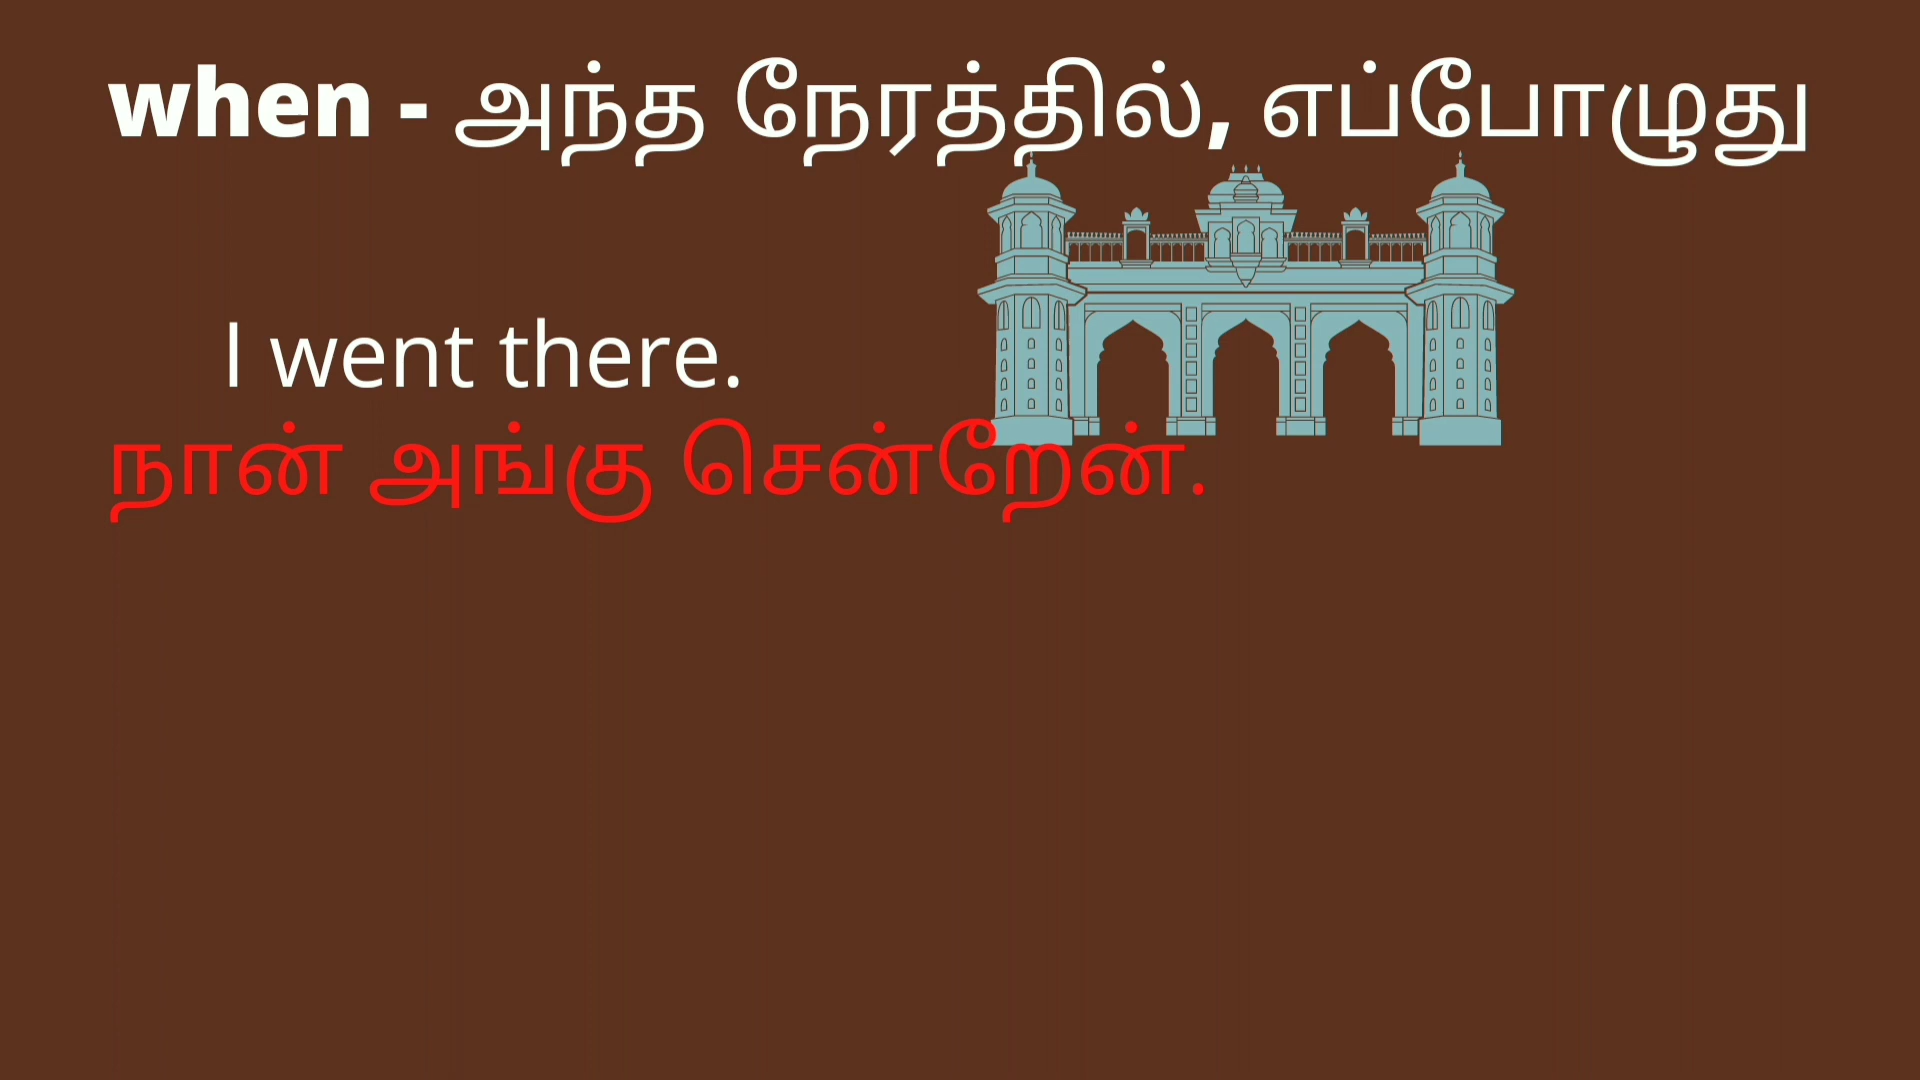 when - அந்த நேரத்தில், எப்போழுது
I went there.
நான் அங்கு சென்றேன்.